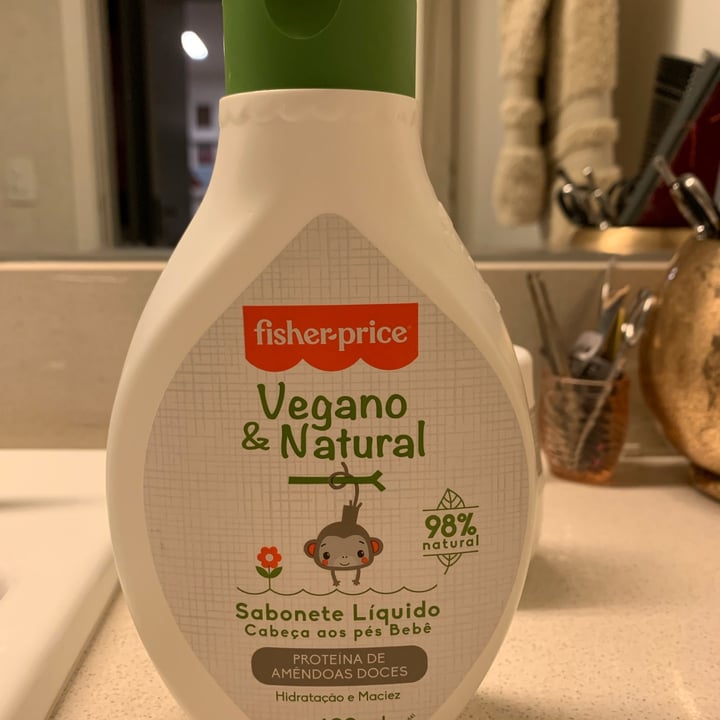 fisher-price
Vegano
& Natural
98%
natural
Sabonete Líquido
Cabeça aos pés Bebê
PROTEÍNA DE
AMÊNDOAS DOCES
Hidratação e Maciez